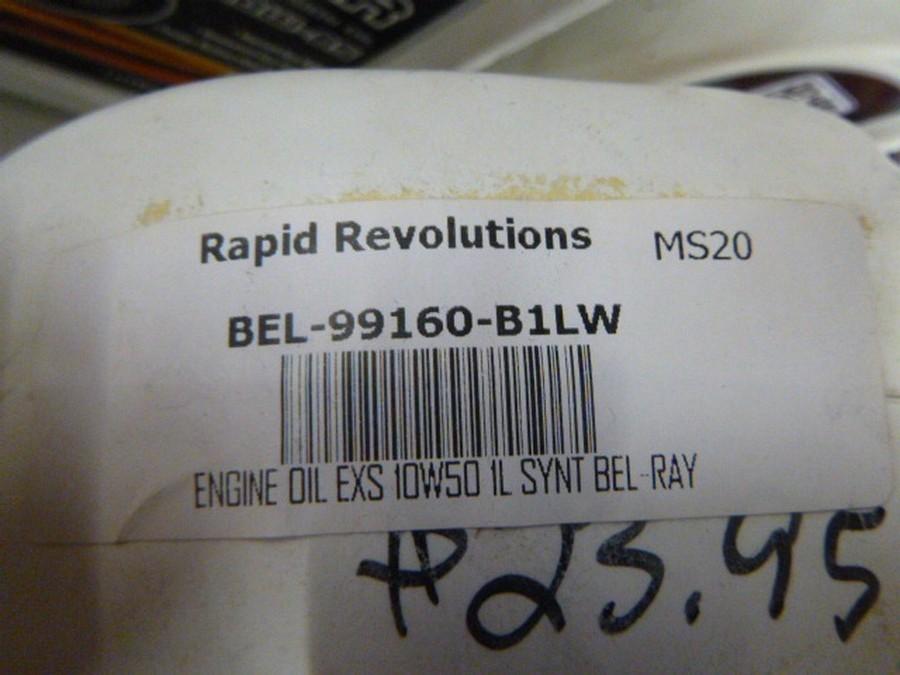 Rapid Revolutions MS20
BEL-99160-B1LW
ENGINE OIL EXS 10W50 1L SYNT BEL-RAY
$23.95